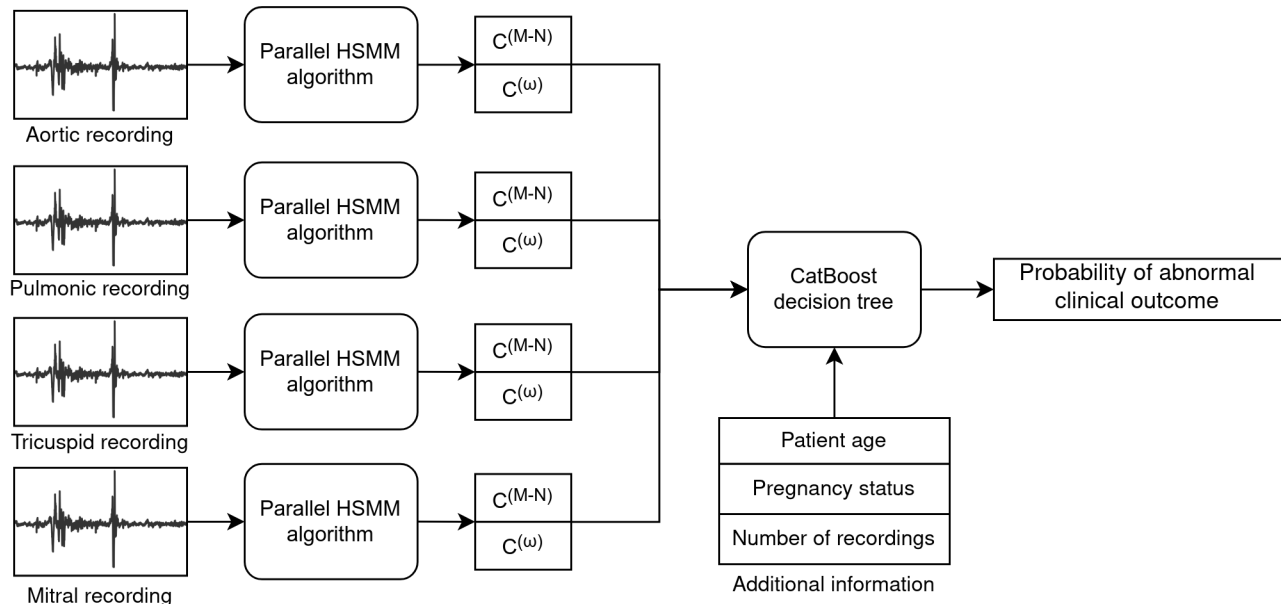 Parallel HSMM
algorithm
C(M-N)
C(ω)
Aortic recording
Parallel HSMM
algorithm
C(M-N)
C(ω)
Pulmonic recording
CatBoost
decision tree
Probability of abnormal
clinical outcome
Parallel HSMM
algorithm
C(M-N)
C(ω)
Tricuspid recording
Patient age
Pregnancy status
Number of recordings
Additional information
Parallel HSMM
algorithm
C(M-N)
C(ω)
Mitral recording